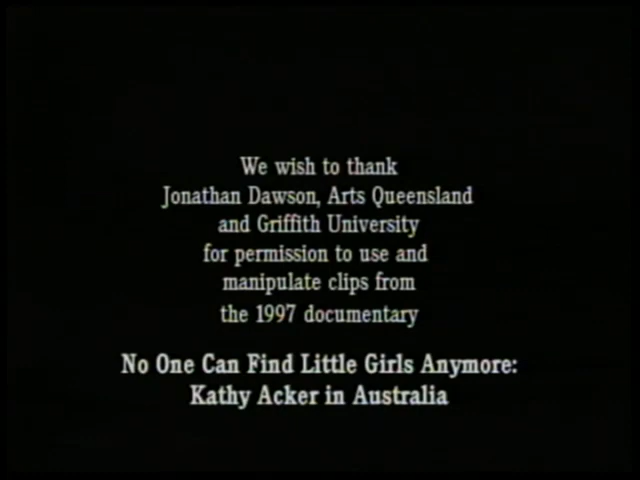 We wish to thank
Jonathan Dawson, Arts Queensland
and Griffith University
for permission to use and
manipulate clips from
the 1997 documentary
No One Can Find Little Girls Anymore:
Kathy Acker in Australia